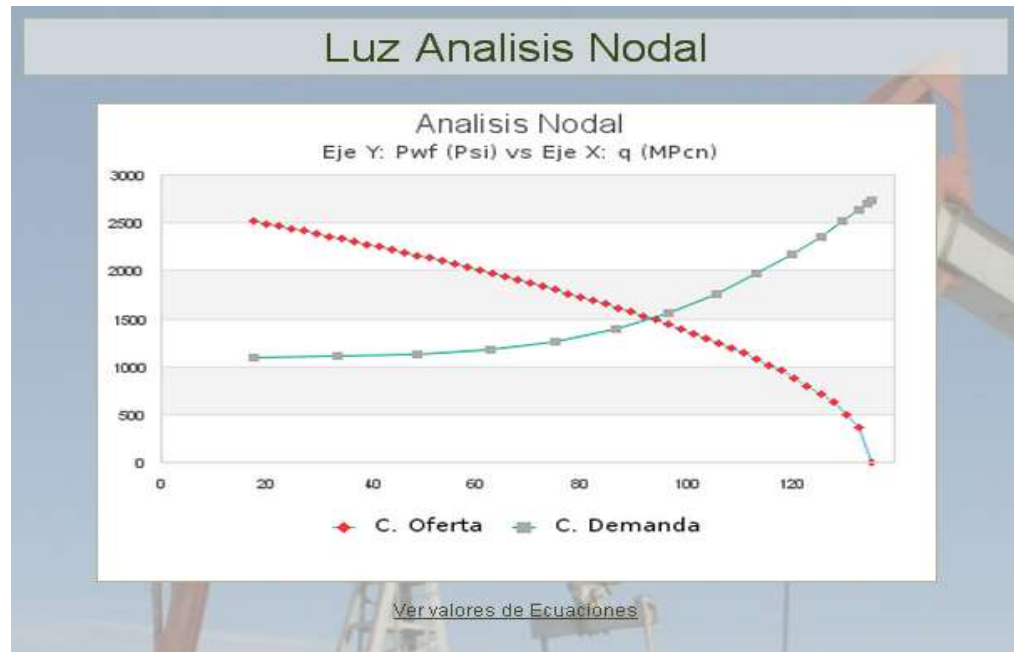 Luz Analisis Nodal
Analisis Nodal
Eje Y: Pwf (Psi) vs Eje X: q (MPcn)
3000
2500
2000
1500
1000
500
0
0 20 40 60 80 100 120
C. Oferta C. Demanda
Ver valores de Ecuaciones